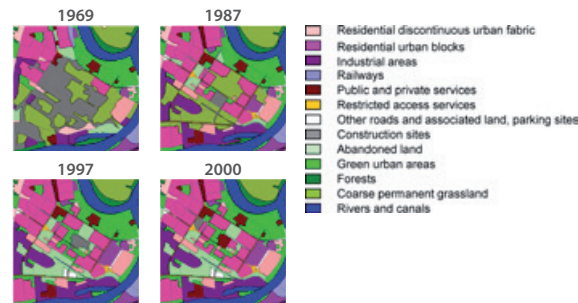 1969
1987
1997
2000
Residential discontinuous urban fabric
Residential urban blocks
Industrial areas
Railways
Public and private services
Restricted access services
Other roads and associated land, parking sites
Construction sites
Abandoned land
Green urban areas
Forests
Coarse permanent grassland
Rivers and canals